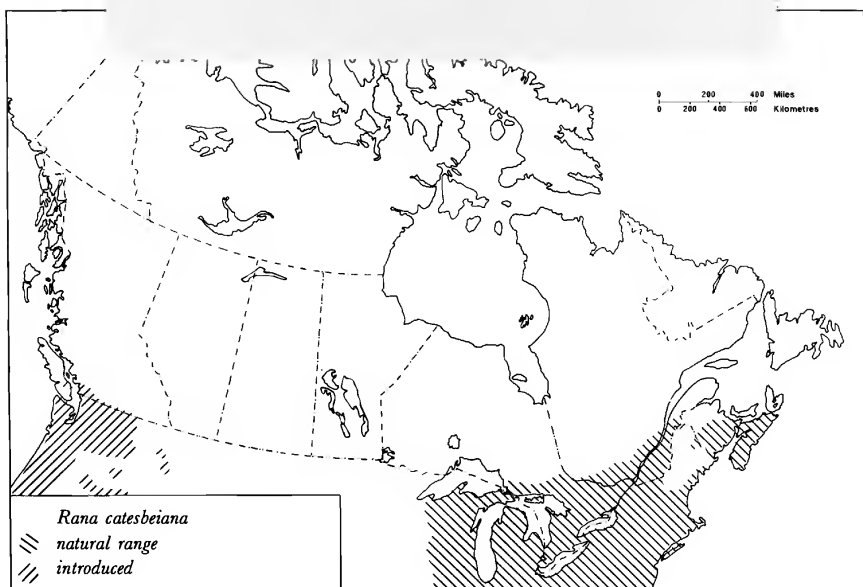 0 200 400 Miles
0 200 400 600 Kilometres
Rana catesbeiana
natural range
introduced